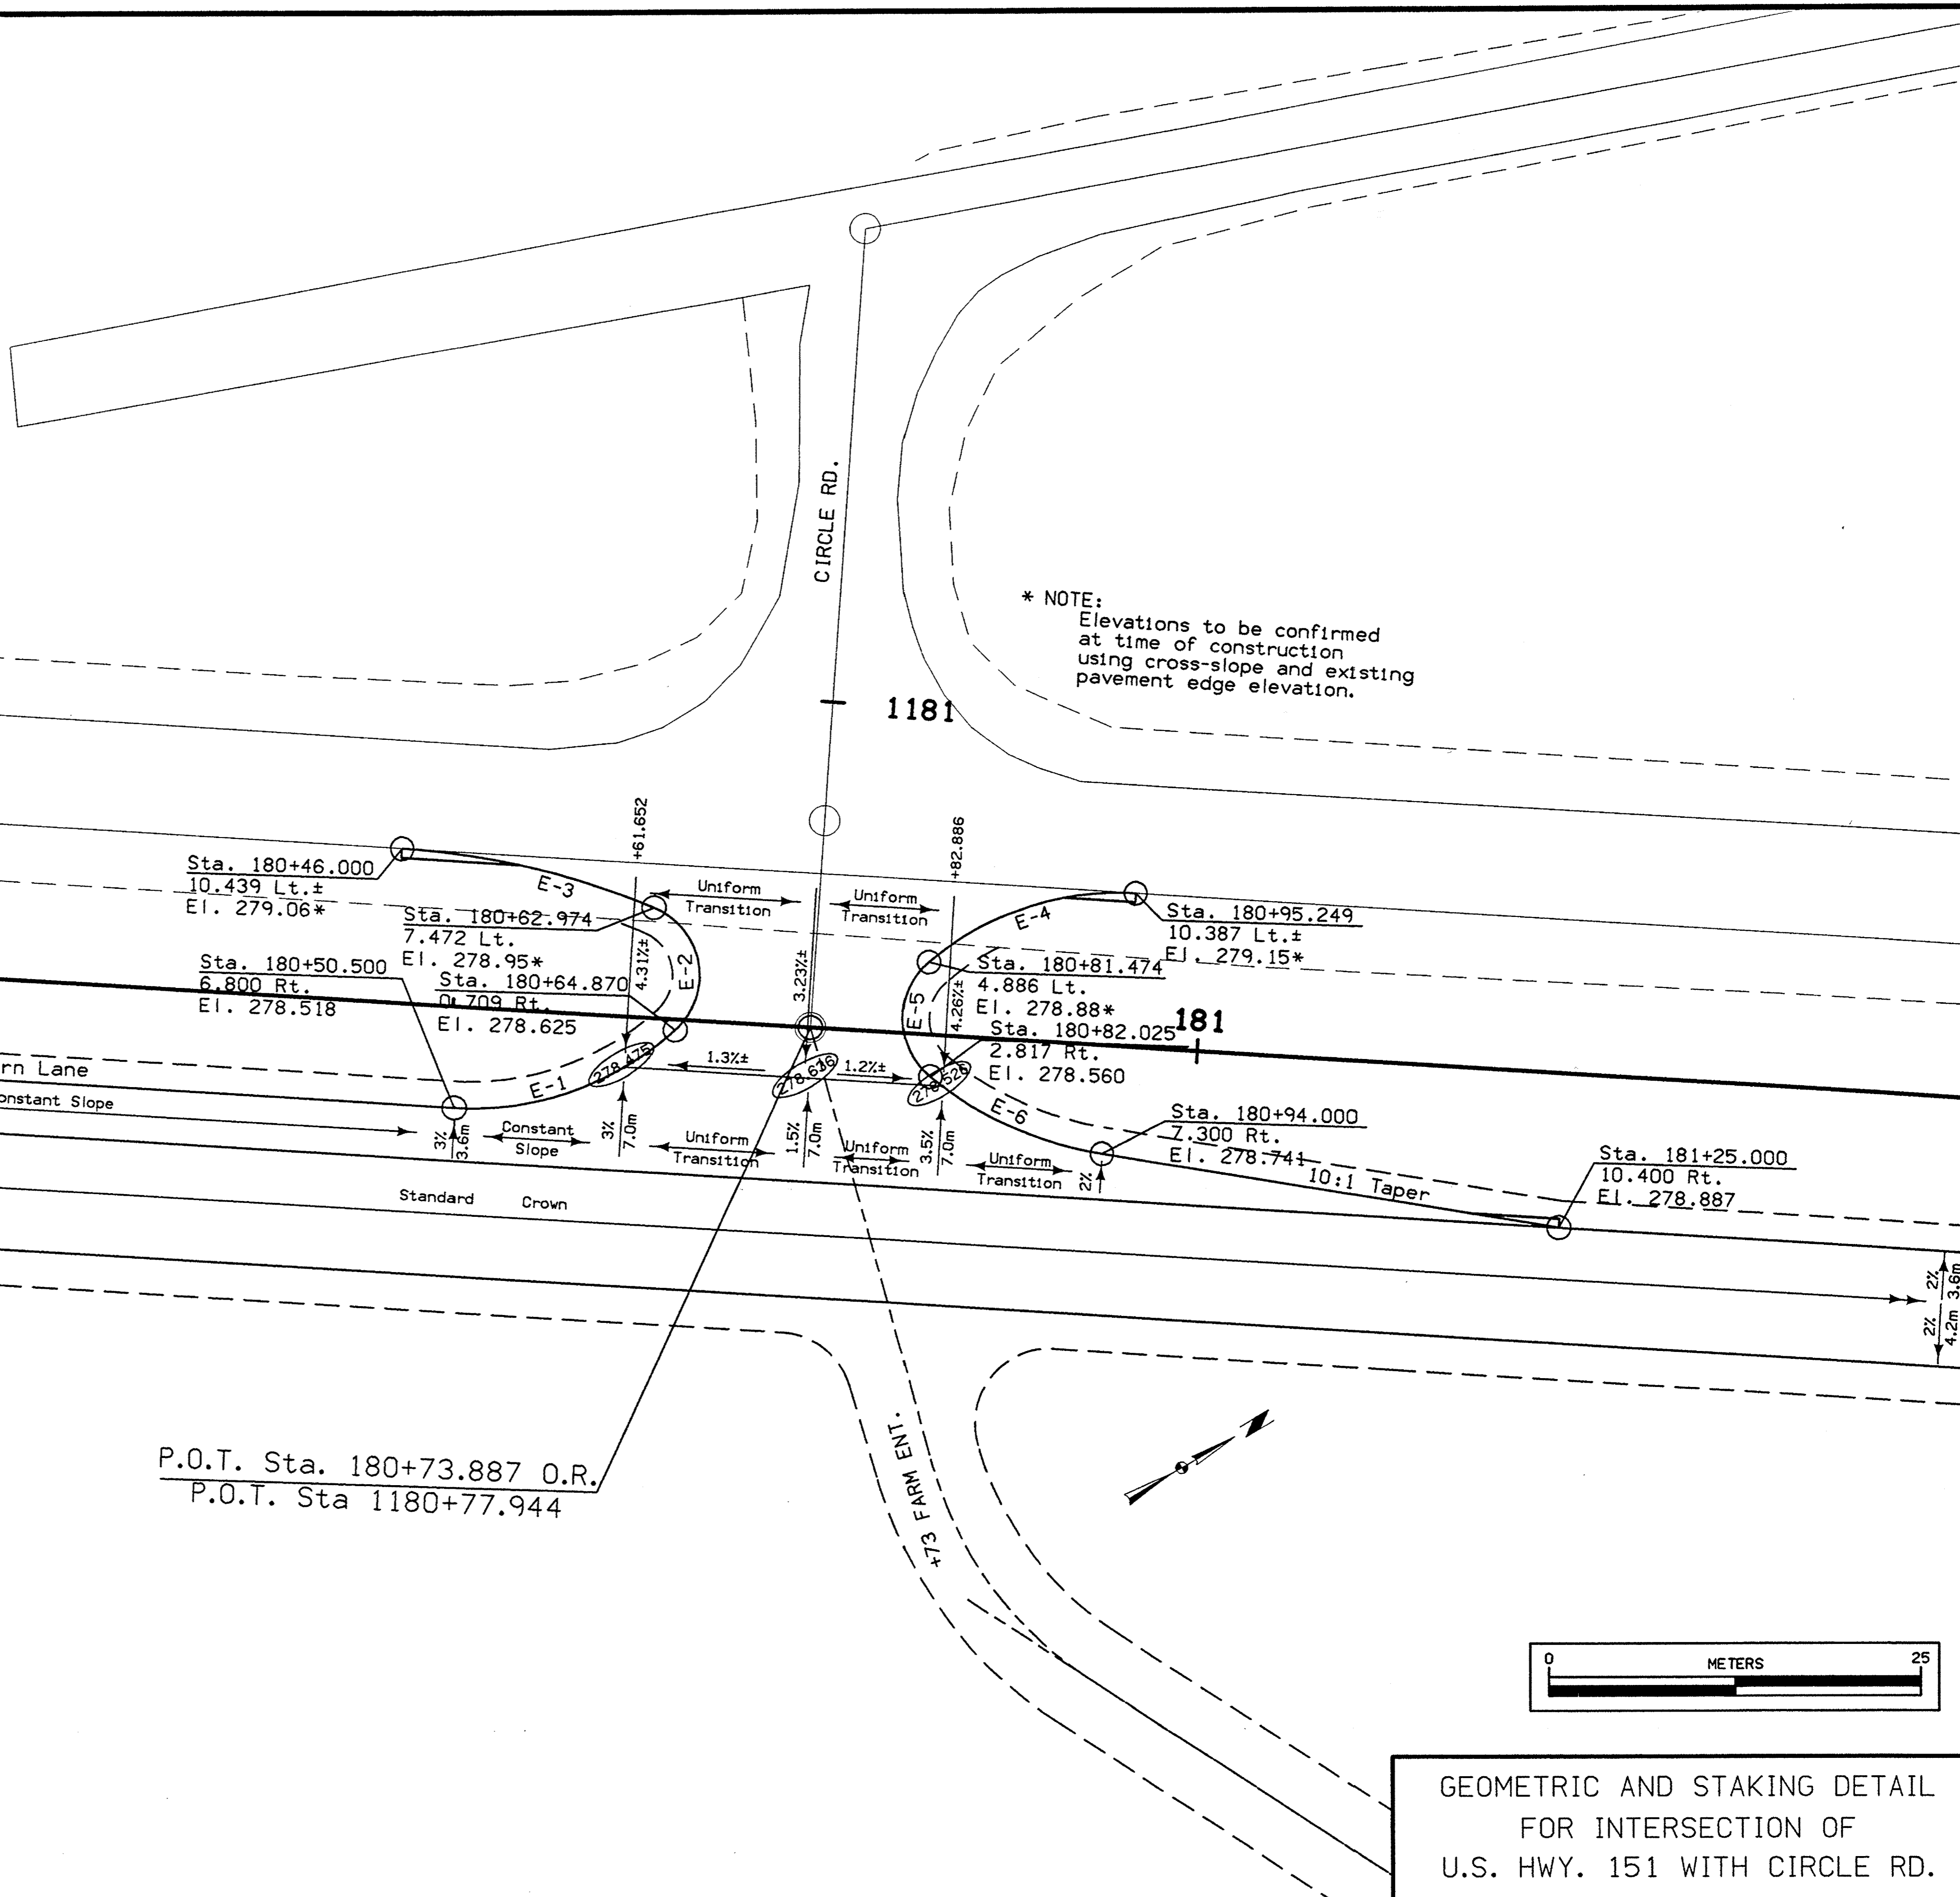 CIRCLE RD.
* NOTE:
Elevations to be confirmed
at time of construction
using cross-slope and existing
pavement edge elevation.
1181
+61.652
+82.886
Sta. 180+46.000
10.439 Lt.±
El. 279.06*
E-3
Uniform
Transition
Uniform
Transition
E-4
Sta. 180+95.249
10.387 Lt.±
El. 279.15*
Sta. 180+62.974
7.472 Lt.
El. 278.95*
4.31%±
E-2
3.23%±
Sta. 180+81.474
4.886 Lt.
El. 278.88*
E-5
4.26%±
Sta. 180+50.500
6.800 Rt.
El. 278.518
Sta. 180+64.870
0.709 Rt.
El. 278.625
181
Sta. 180+82.025
2.817 Rt.
El. 278.560
278.475
1.3%±
1.2%±
278.526
rn Lane
E-1
onstant Slope
E-6
3%
3.6m
Constant
Slope
3%
7.0m
Uniform
Transition
1.5%
7.0m
Uniform
Transition
3.5%
7.0m
Uniform
Transition
2%
Sta. 180+94.000
7.300 Rt.
El. 278.741
10:1 Taper
Sta. 181+25.000
10.400 Rt.
El. 278.887
Standard Crown
2%
3.6m
2%
4.2m
P.O.T. Sta. 180+73.887 O.R.
P.O.T. Sta 1180+77.944
+73 FARM ENT.
N
0 METERS 25
GEOMETRIC AND STAKING DETAIL
FOR INTERSECTION OF
U.S. HWY. 151 WITH CIRCLE RD.